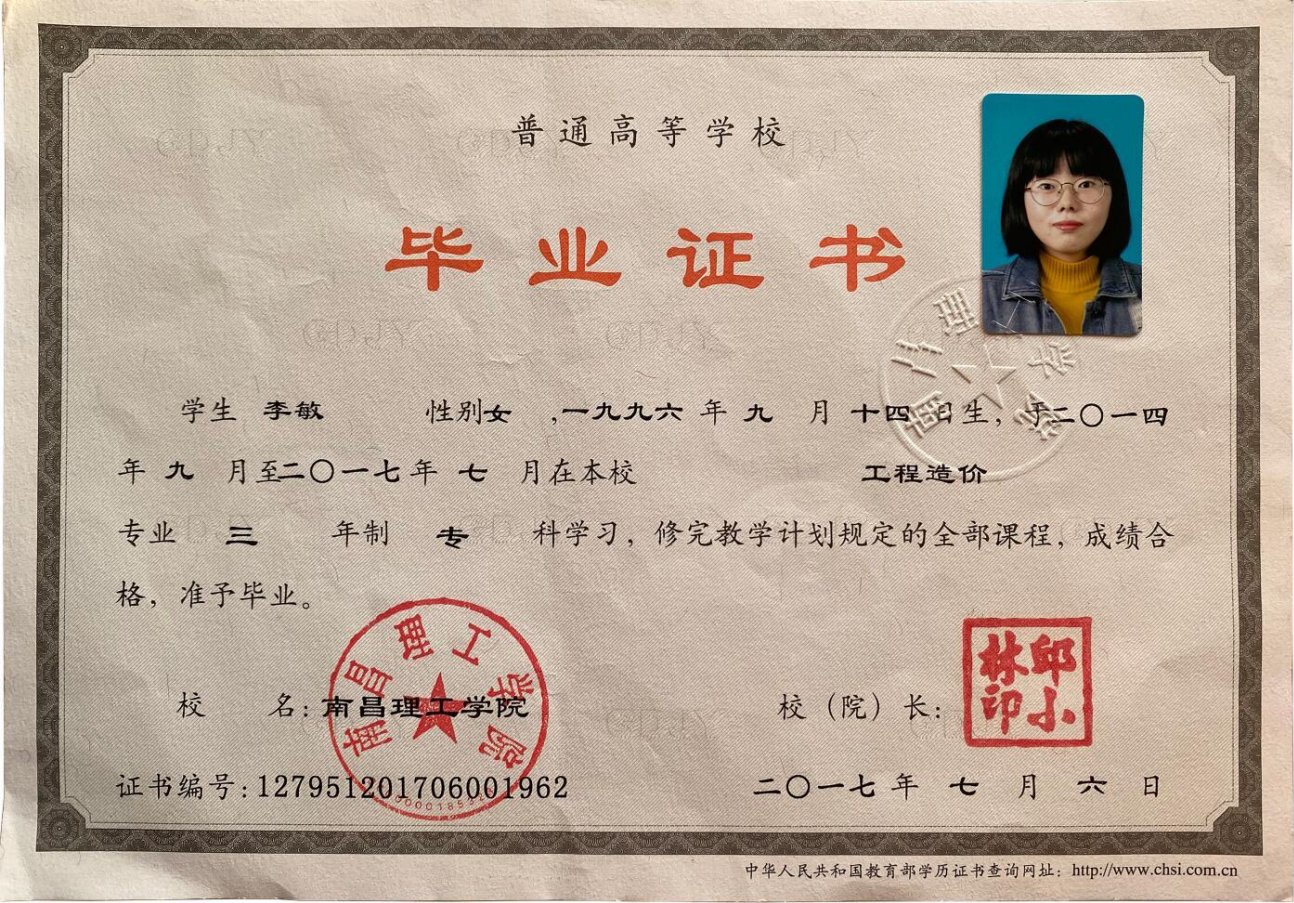 普通高等学校
毕业证书
学生 李敏 性别女 ,一九九六 年 九 月 十四 日生，于二〇一四
年 九 月至二〇一七年 七 月在本校 工程造价
专业 三 年制 专 科学习，修完教学计划规定的全部课程，成绩合
格，准予毕业。
南昌理工学院
校 名：南昌理工学院
校（院）长：
邱小林印
证书编号：127951201706001962
二〇一七 年 七 月 六 日
中华人民共和国教育部学历证书查询网址：http://www.chsi.com.cn